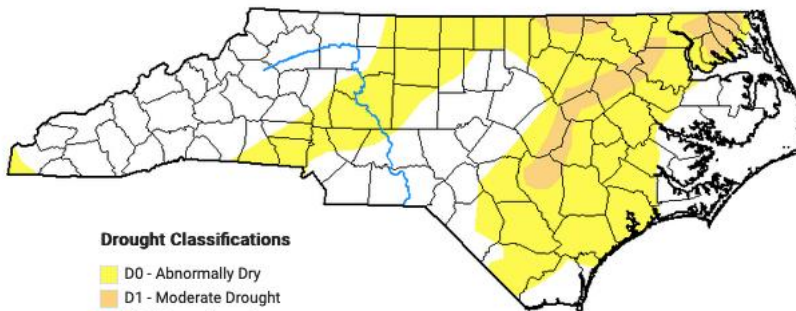 Drought Classifications
D0 - Abnormally Dry
D1 - Moderate Drought